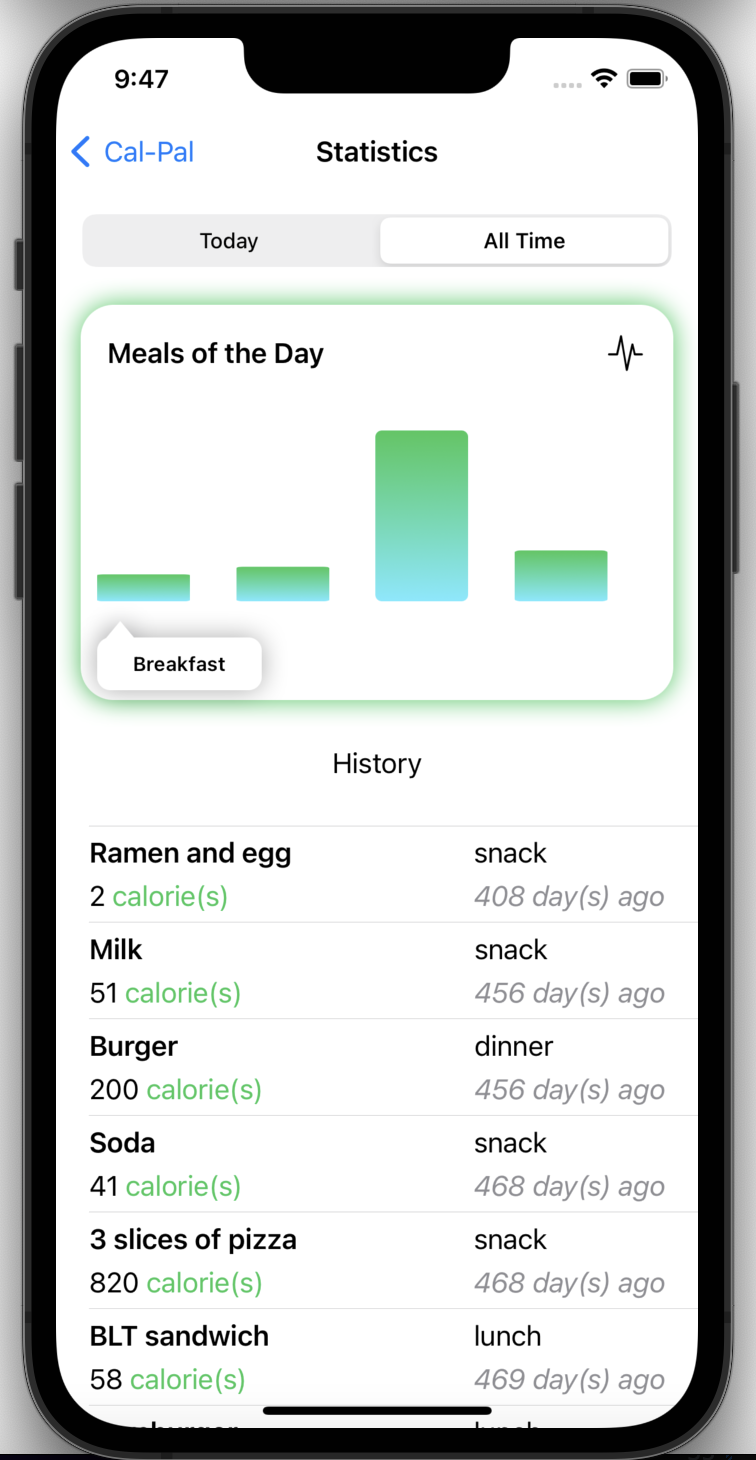 9:47
Cal-Pal
Statistics
Today
All Time
Meals of the Day
Breakfast
History
Ramen and egg
snack
2 calorie(s)
408 day(s) ago
Milk
snack
51 calorie(s)
456 day(s) ago
Burger
dinner
200 calorie(s)
456 day(s) ago
Soda
snack
41 calorie(s)
468 day(s) ago
3 slices of pizza
snack
820 calorie(s)
468 day(s) ago
BLT sandwich
lunch
58 calorie(s)
469 day(s) ago